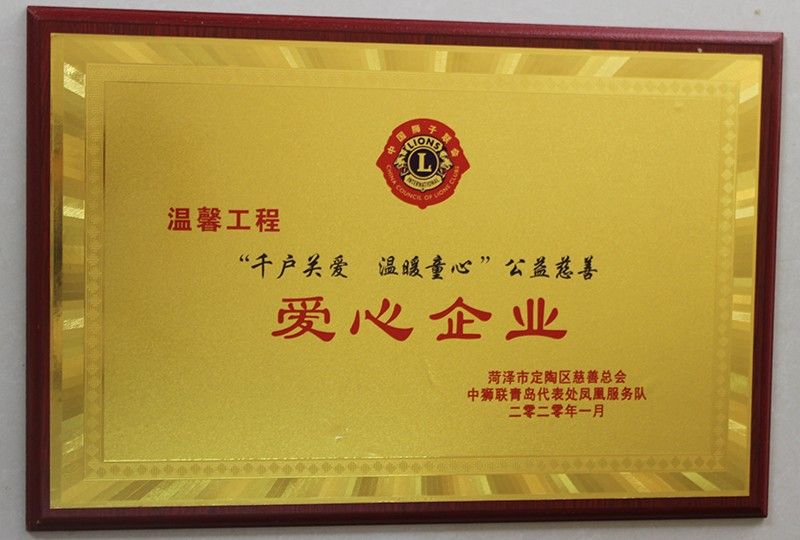 中国狮子联会
LIONS
L
INTERNATIONAL
CHINA COUNCIL OF LIONS CLUBS
温馨工程
“千户关爱 温暖童心”公益慈善
爱心企业
菏泽市定陶区慈善总会
中狮联青岛代表处凤凰服务队
二零二零年一月